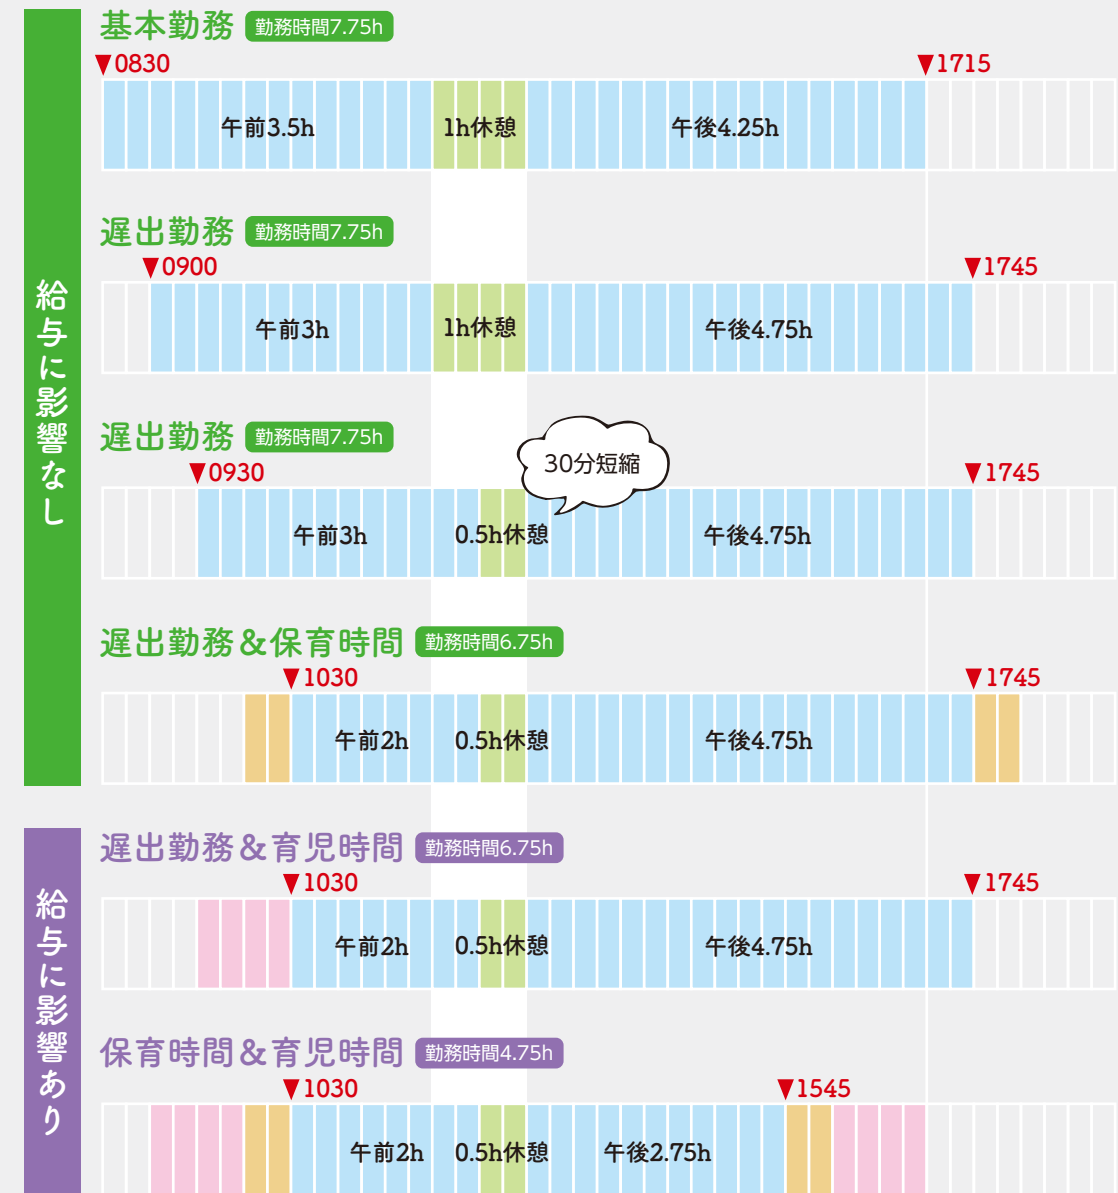 給与に影響なし
基本勤務 勤務時間7.75h
▼0830 ▼1715
午前3.5h 1h休憩 午後4.25h
遅出勤務 勤務時間7.75h
▼0900 ▼1745
午前3h 1h休憩 午後4.75h
遅出勤務 勤務時間7.75h
30分短縮
▼0930 ▼1745
午前3h 0.5h休憩 午後4.75h
遅出勤務&保育時間 勤務時間6.75h
▼1030 ▼1745
午前2h 0.5h休憩 午後4.75h
給与に影響あり
遅出勤務&育児時間 勤務時間6.75h
▼1030 ▼1745
午前2h 0.5h休憩 午後4.75h
保育時間&育児時間 勤務時間4.75h
▼1030 ▼1545
午前2h 0.5h休憩 午後2.75h